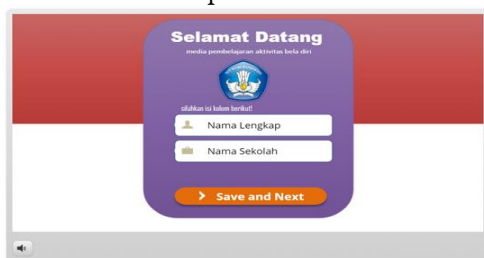 Selamat Datang
media pembelajaran aktivitas bela diri
silahkan isi kolom berikut!
Nama Lengkap
Nama Sekolah
Save and Next